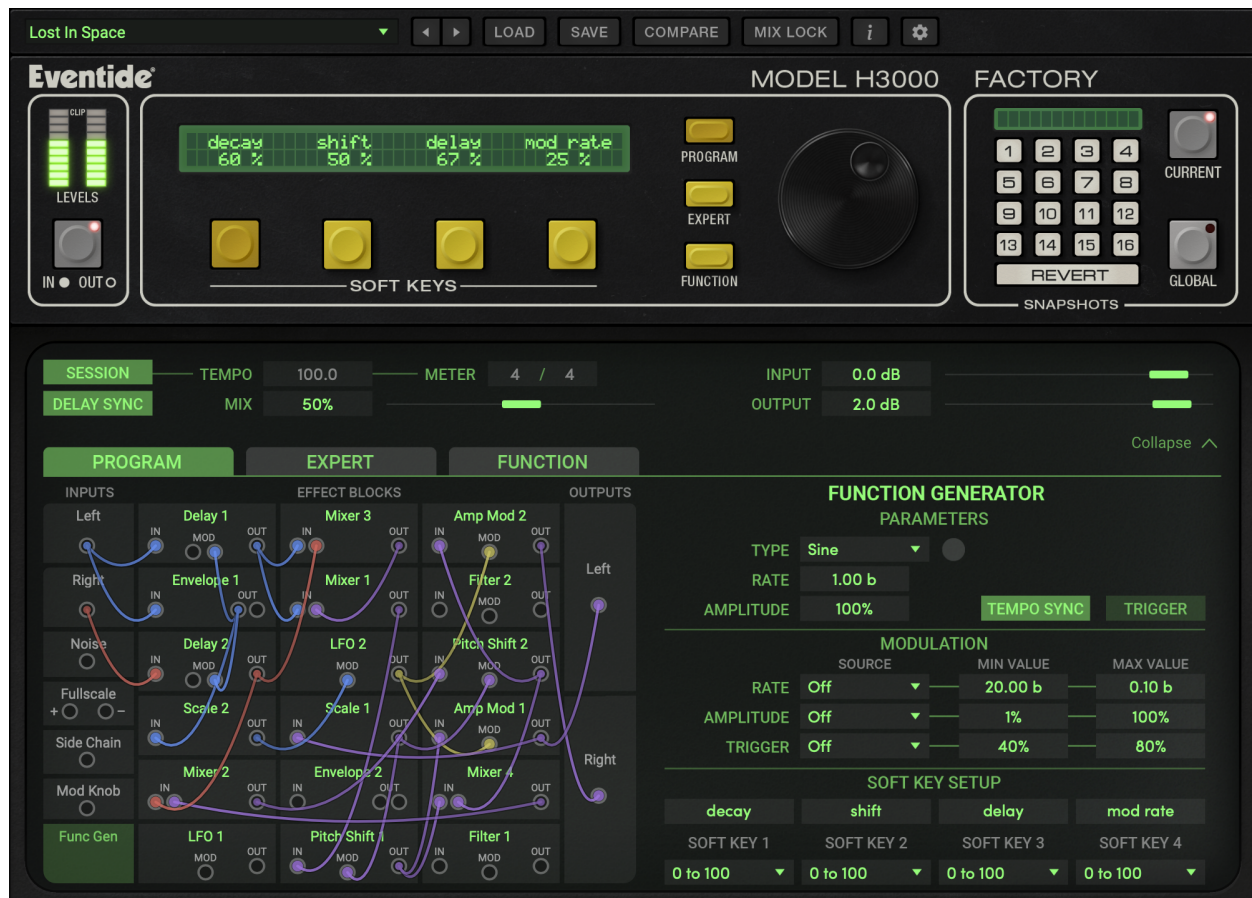 Lost In Space LOAD SAVE COMPARE MIX LOCK i
Eventide® MODEL H3000 FACTORY
CLIP
LEVELS
IN OUT
decay shift delay mod rate
60 % 50 % 67 % 25 %
SOFT KEYS
PROGRAM
EXPERT
FUNCTION
1 2 3 4
5 6 7 8
9 10 11 12
13 14 15 16
REVERT
SNAPSHOTS
CURRENT
GLOBAL
SESSION TEMPO 100.0 METER 4 / 4 INPUT 0.0 dB
DELAY SYNC MIX 50% OUTPUT 2.0 dB
Collapse
PROGRAM EXPERT FUNCTION
INPUTS EFFECT BLOCKS OUTPUTS
Left Delay 1 Mixer 3 Amp Mod 2
IN MOD OUT IN OUT IN MOD OUT
Right Envelope 1 Mixer 1 Filter 2 Left
IN OUT IN OUT IN MOD OUT
Noise Delay 2 LFO 2 Pitch Shift 2
IN MOD OUT MOD OUT IN MOD OUT
Fullscale Scale 2 Scale 1 Amp Mod 1
+ − IN OUT IN OUT IN MOD OUT
Side Chain Mixer 2 Envelope 2 Mixer 4 Right
IN OUT IN OUT IN OUT
Mod Knob
Func Gen LFO 1 Pitch Shift 1 Filter 1
MOD OUT IN MOD OUT IN MOD OUT
FUNCTION GENERATOR
PARAMETERS
TYPE Sine
RATE 1.00 b
AMPLITUDE 100% TEMPO SYNC TRIGGER
MODULATION
SOURCE MIN VALUE MAX VALUE
RATE Off 20.00 b 0.10 b
AMPLITUDE Off 1% 100%
TRIGGER Off 40% 80%
SOFT KEY SETUP
decay shift delay mod rate
SOFT KEY 1 SOFT KEY 2 SOFT KEY 3 SOFT KEY 4
0 to 100 0 to 100 0 to 100 0 to 100